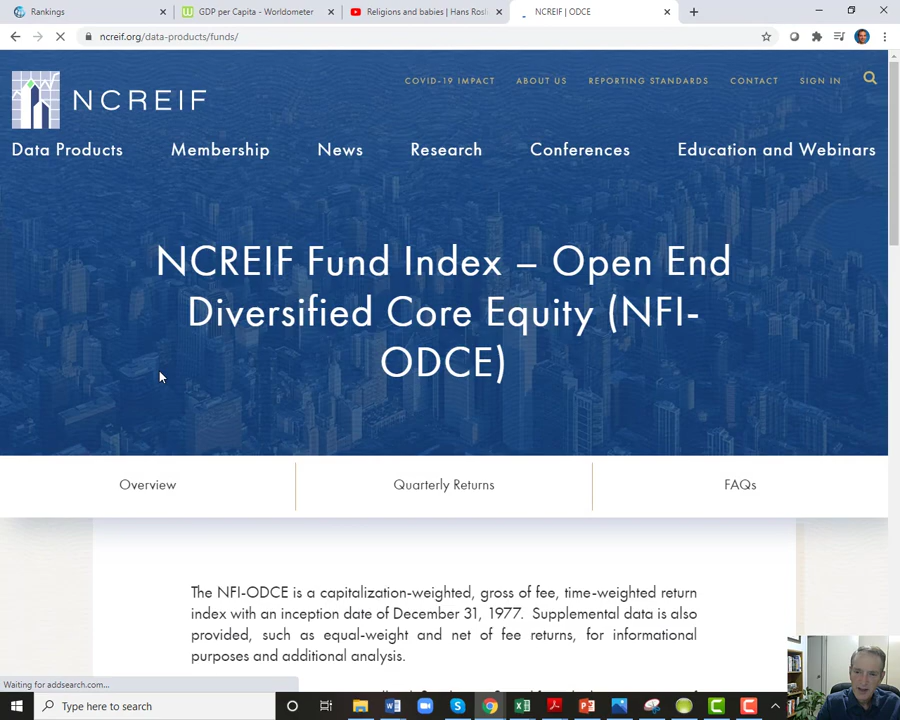 Rankings
GDP per Capita - Worldometer
Religions and babies | Hans Rosli
NCREIF | ODCE
ncreif.org/data-products/funds/
COVID-19 IMPACT
ABOUT US
REPORTING STANDARDS
CONTACT
SIGN IN
NCREIF
Data Products
Membership
News
Research
Conferences
Education and Webinars
NCREIF Fund Index – Open End
Diversified Core Equity (NFI-
ODCE)
Overview
Quarterly Returns
FAQs
The NFI-ODCE is a capitalization-weighted, gross of fee, time-weighted return
index with an inception date of December 31, 1977. Supplemental data is also
provided, such as equal-weight and net of fee returns, for informational
purposes and additional analysis.
Waiting for addsearch.com...
Type here to search